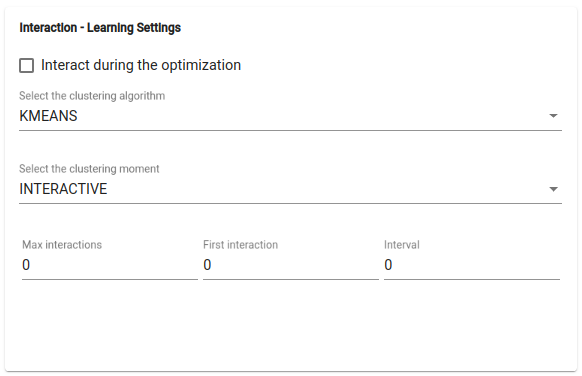 Interaction - Learning Settings
Interact during the optimization
Select the clustering algorithm
KMEANS
Select the clustering moment
INTERACTIVE
Max interactions First interaction Interval
0 0 0